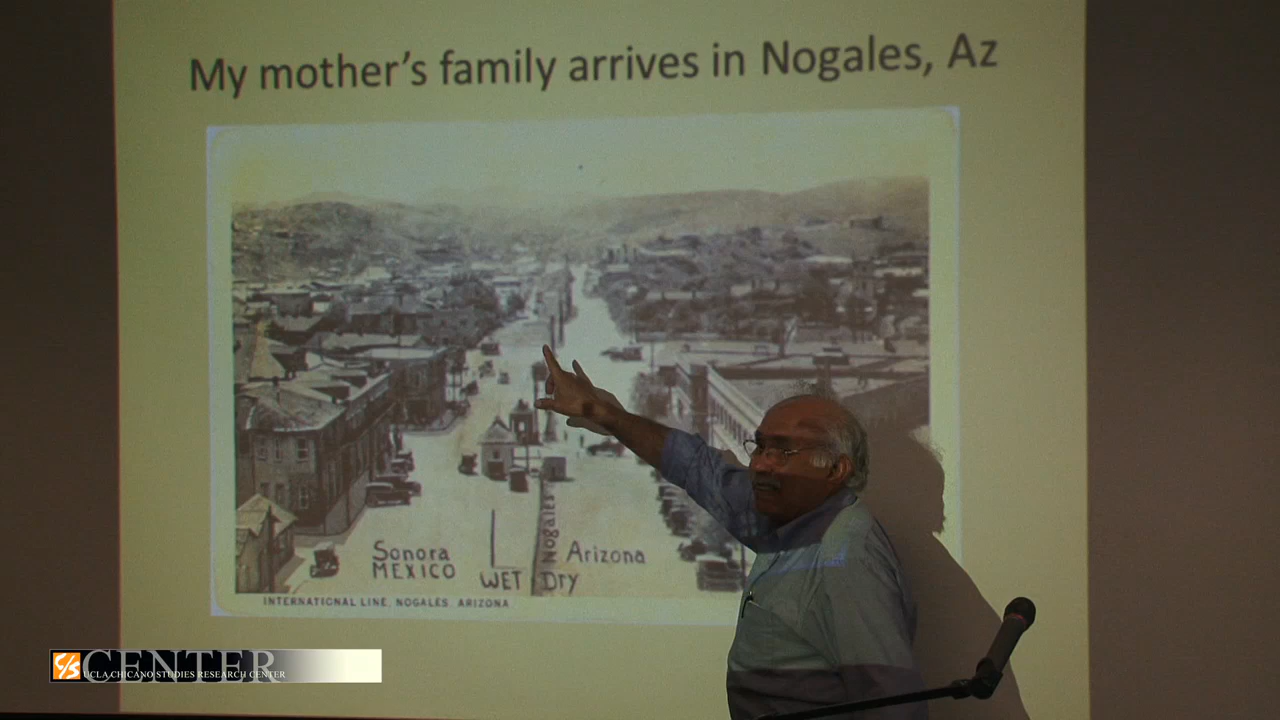 My mother's family arrives in Nogales, Az
Nogales
Sonora
MEXICO
Arizona
WET
Dry
INTERNATIONAL LINE, NOGALES, ARIZONA
CENTER
UCLA CHICANO STUDIES RESEARCH CENTER